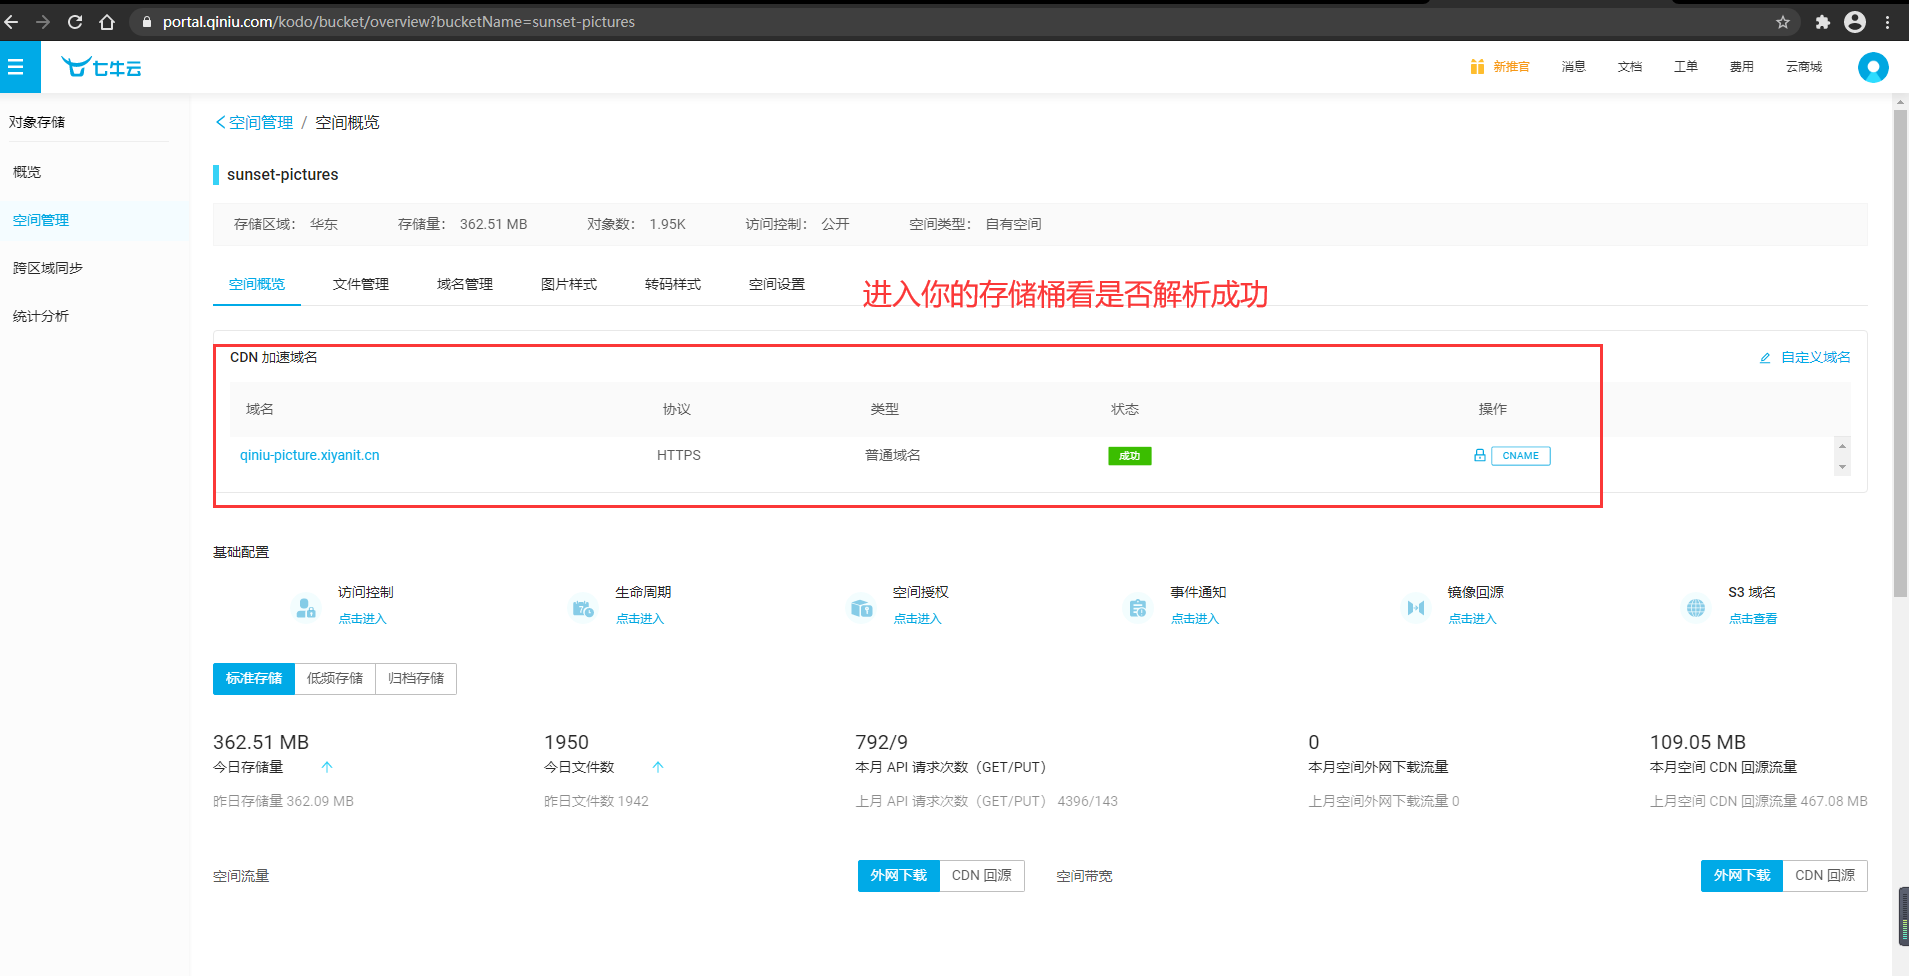 portal.qiniu.com/kodo/bucket/overview?bucketName=sunset-pictures
七牛云
新推官 消息 文档 工单 费用 云商城
对象存储
概览
空间管理
跨区域同步
统计分析
空间管理 / 空间概览
sunset-pictures
存储区域： 华东 存储量： 362.51 MB 对象数： 1.95K 访问控制： 公开 空间类型： 自有空间
空间概览 文件管理 域名管理 图片样式 转码样式 空间设置
进入你的存储桶看是否解析成功
CDN 加速域名 自定义域名
域名 协议 类型 状态 操作
qiniu-picture.xiyanit.cn HTTPS 普通域名 成功 CNAME
基础配置
访问控制 生命周期 空间授权 事件通知 镜像回源 S3 域名
点击进入 点击进入 点击进入 点击进入 点击进入 点击查看
标准存储 低频存储 归档存储
362.51 MB 1950 792/9 0 109.05 MB
今日存储量 今日文件数 本月 API 请求次数（GET/PUT） 本月空间外网下载流量 本月空间 CDN 回源流量
昨日存储量 362.09 MB 昨日文件数 1942 上月 API 请求次数（GET/PUT） 4396/143 上月空间外网下载流量 0 上月空间 CDN 回源流量 467.08 MB
空间流量 外网下载 CDN 回源 空间带宽 外网下载 CDN 回源